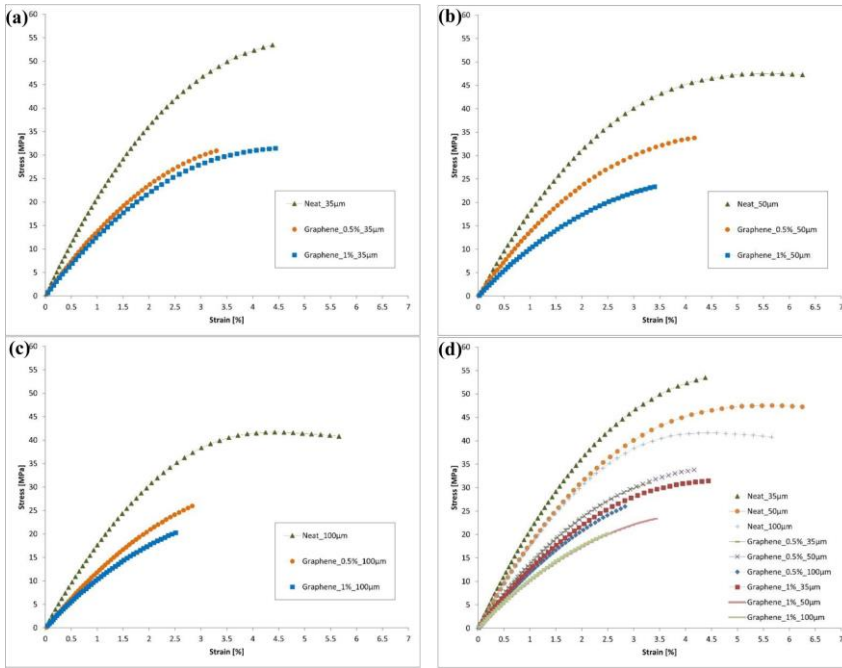 (a)
60
55
50
45
40
35
30
25
20
15
10
5
0
Stress [MPa]
0 0.5 1 1.5 2 2.5 3 3.5 4 4.5 5 5.5 6 6.5 7
Strain [%]
Neat_35µm
Graphene_0.5%_35µm
Graphene_1%_35µm
(b)
60
55
50
45
40
35
30
25
20
15
10
5
0
Stress [MPa]
0 0.5 1 1.5 2 2.5 3 3.5 4 4.5 5 5.5 6 6.5 7
Strain [%]
Neat_50µm
Graphene_0.5%_50µm
Graphene_1%_50µm
(c)
60
55
50
45
40
35
30
25
20
15
10
5
0
Stress [MPa]
0 0.5 1 1.5 2 2.5 3 3.5 4 4.5 5 5.5 6 6.5 7
Strain [%]
Neat_100µm
Graphene_0.5%_100µm
Graphene_1%_100µm
(d)
60
55
50
45
40
35
30
25
20
15
10
5
0
Stress [MPa]
0 0.5 1 1.5 2 2.5 3 3.5 4 4.5 5 5.5 6 6.5 7
Strain [%]
Neat_35µm
Neat_50µm
Neat_100µm
Graphene_0.5%_35µm
Graphene_0.5%_50µm
Graphene_0.5%_100µm
Graphene_1%_35µm
Graphene_1%_50µm
Graphene_1%_100µm